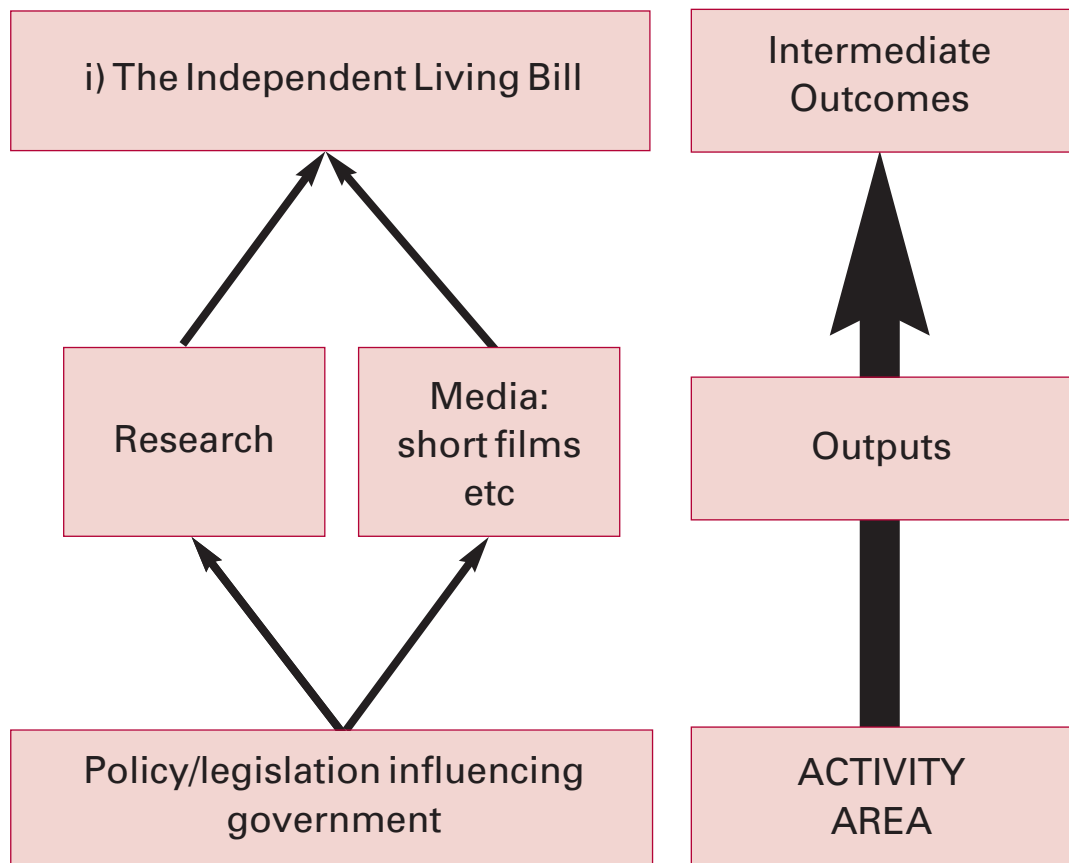 i) The Independent Living Bill
Intermediate
Outcomes
Research
Media:
short films
etc
Outputs
Policy/legislation influencing
government
ACTIVITY
AREA